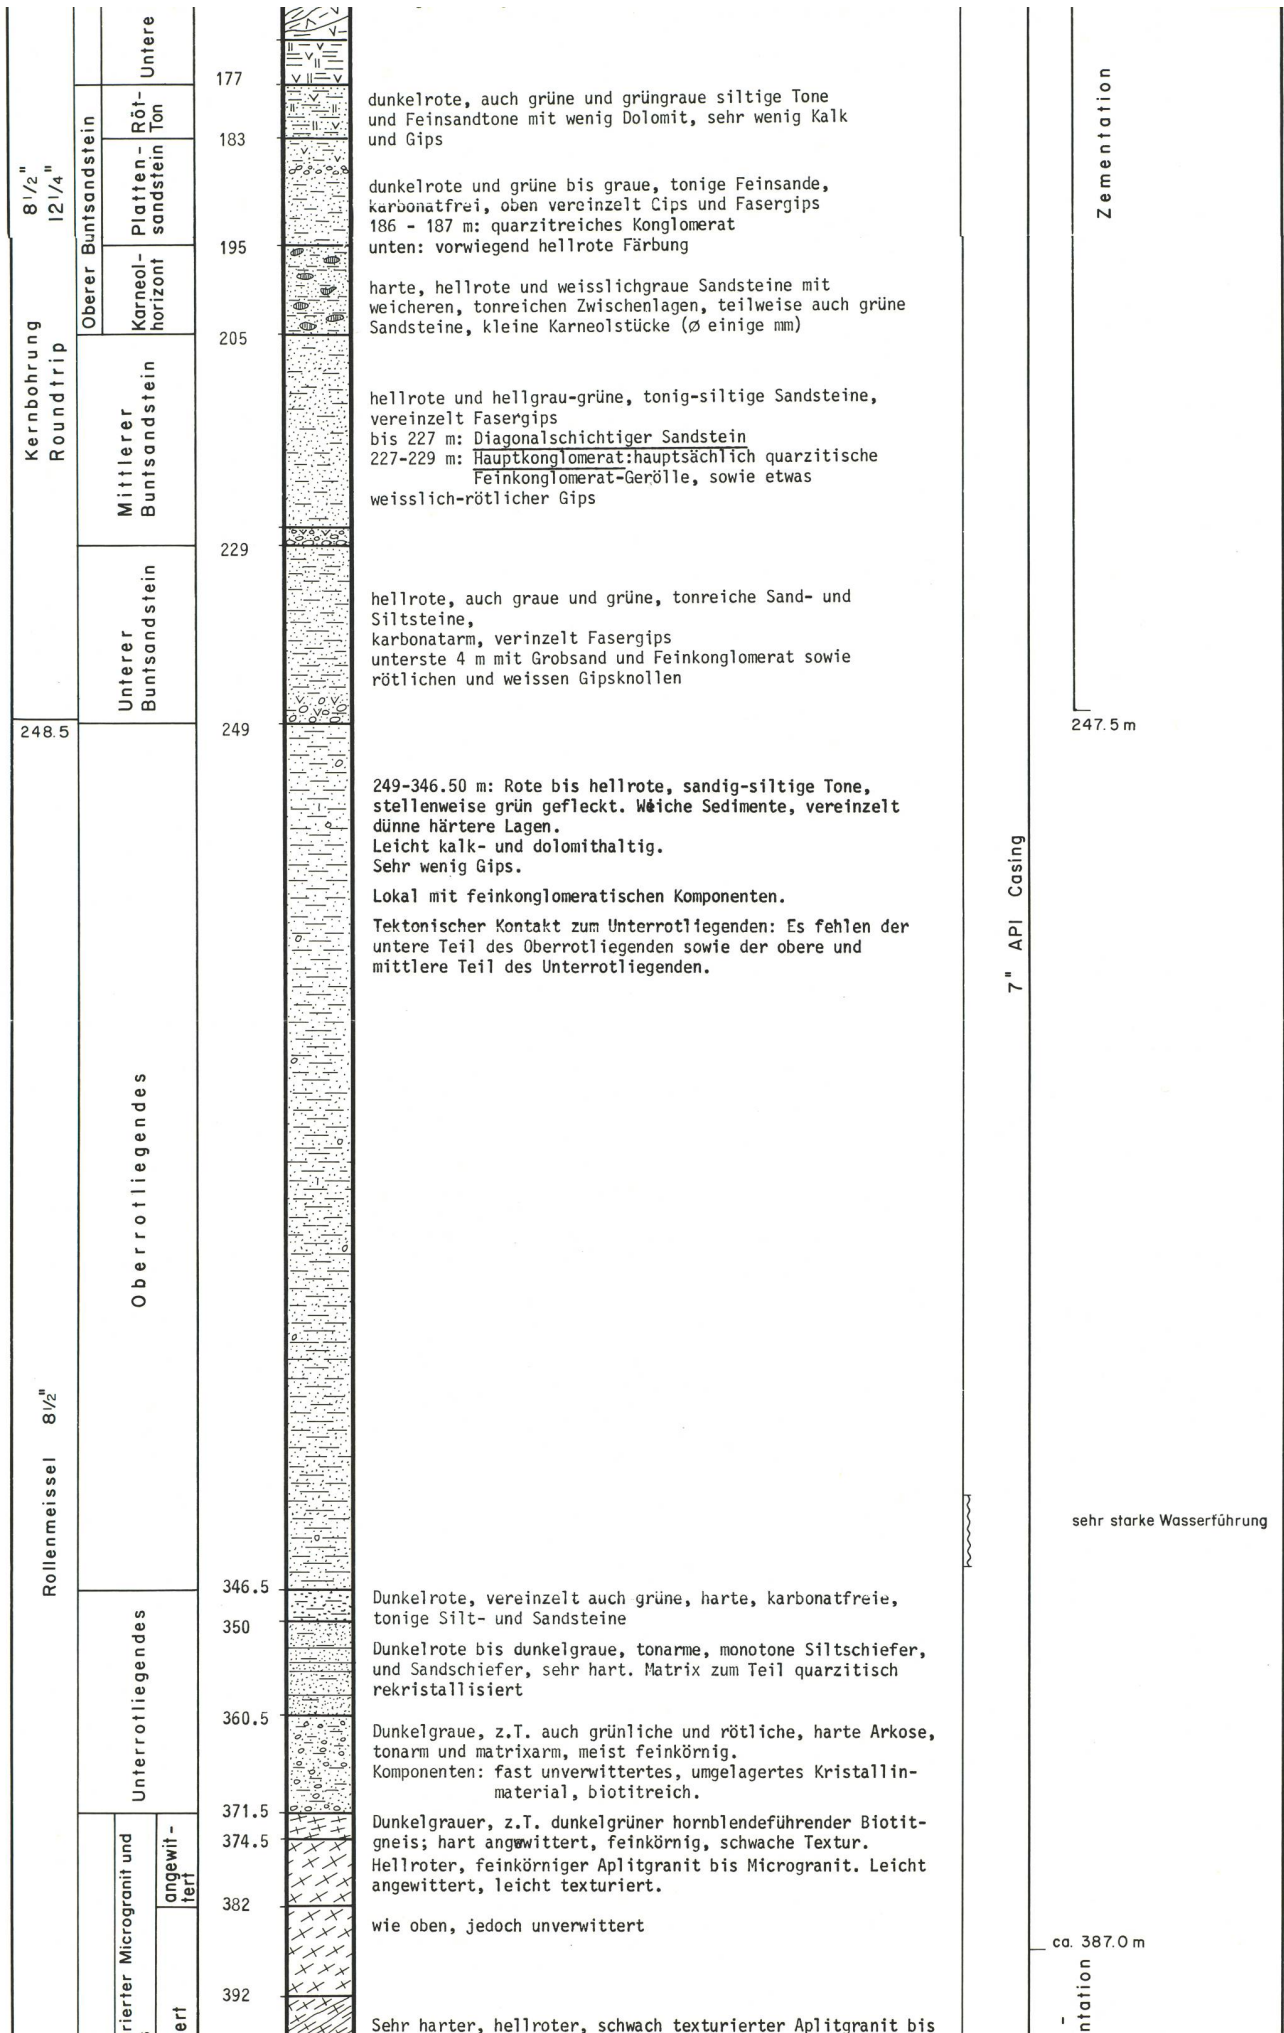 Untere
177
Röt-
Ton
dunkelrote, auch grüne und grüngraue siltige Tone
und Feinsandtone mit wenig Dolomit, sehr wenig Kalk
und Gips
183
Oberer Buntsandstein
Platten-
sandstein
dunkelrote und grüne bis graue, tonige Feinsande,
karbonatfrei, oben vereinzelt Cips und Fasergips
186 - 187 m: quarzitreiches Konglomerat
unten: vorwiegend hellrote Färbung
195
Karneol-
horizont
harte, hellrote und weisslichgraue Sandsteine mit
weicheren, tonreichen Zwischenlagen, teilweise auch grüne
Sandsteine, kleine Karneolstücke (Ø einige mm)
205
8 1/2"
12 1/4"
Kernbohrung
Roundtrip
Mittlerer
Buntsandstein
hellrote und hellgrau-grüne, tonig-siltige Sandsteine,
vereinzelt Fasergips
bis 227 m: Diagonalschichtiger Sandstein
227-229 m: Hauptkonglomerat:hauptsächlich quarzitische
Feinkonglomerat-Gerölle, sowie etwas
weisslich-rötlicher Gips
229
Unterer
Buntsandstein
hellrote, auch graue und grüne, tonreiche Sand- und
Siltsteine,
karbonatarm, verinzelt Fasergips
unterste 4 m mit Grobsand und Feinkonglomerat sowie
rötlichen und weissen Gipsknollen
Zementation
247.5 m
248.5
249
249-346.50 m: Rote bis hellrote, sandig-siltige Tone,
stellenweise grün gefleckt. Weiche Sedimente, vereinzelt
dünne härtere Lagen.
Leicht kalk- und dolomithaltig.
Sehr wenig Gips.
Lokal mit feinkonglomeratischen Komponenten.
Tektonischer Kontakt zum Unterrotliegenden: Es fehlen der
untere Teil des Oberrotliegenden sowie der obere und
mittlere Teil des Unterrotliegenden.
7" API Casing
Oberrotliegendes
Rollenmeissel 8 1/2"
sehr starke Wasserführung
346.5
Dunkelrote, vereinzelt auch grüne, harte, karbonatfreie,
tonige Silt- und Sandsteine
350
Unterrotliegendes
Dunkelrote bis dunkelgraue, tonarme, monotone Siltschiefer,
und Sandschiefer, sehr hart. Matrix zum Teil quarzitisch
rekristallisiert
360.5
Dunkelgraue, z.T. auch grünliche und rötliche, harte Arkose,
tonarm und matrixarm, meist feinkörnig.
Komponenten: fast unverwittertes, umgelagertes Kristallin-
material, biotitreich.
371.5
Dunkelgrauer, z.T. dunkelgrüner hornblendeführender Biotit-
gneis; hart angewittert, feinkörnig, schwache Textur.
374.5
angewit-
tert
Hellroter, feinkörniger Aplitgranit bis Microgranit. Leicht
angewittert, leicht texturiert.
382
wie oben, jedoch unverwittert
ca. 387.0 m
392
rierter Microgranit und
ert
ntation
Sehr harter, hellroter, schwach texturierter Aplitgranit bis